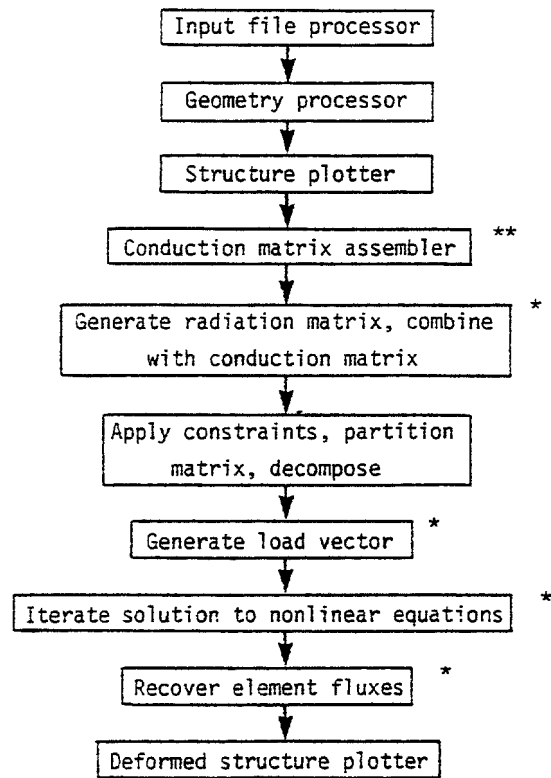 Input file processor
Geometry processor
Structure plotter
**
Conduction matrix assembler
*
Generate radiation matrix, combine
with conduction matrix
Apply constraints, partition
matrix, decompose
*
Generate load vector
*
Iterate solution to nonlinear equations
*
Recover element fluxes
Deformed structure plotter